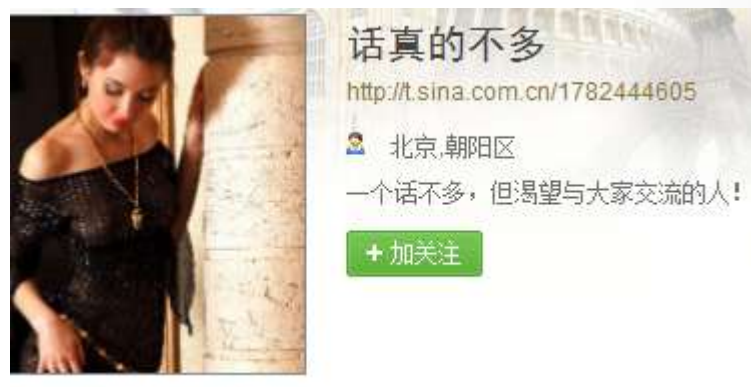 话真的不多
http://t.sina.com.cn/1782444605
北京,朝阳区
一个话不多，但渴望与大家交流的人！
+ 加关注